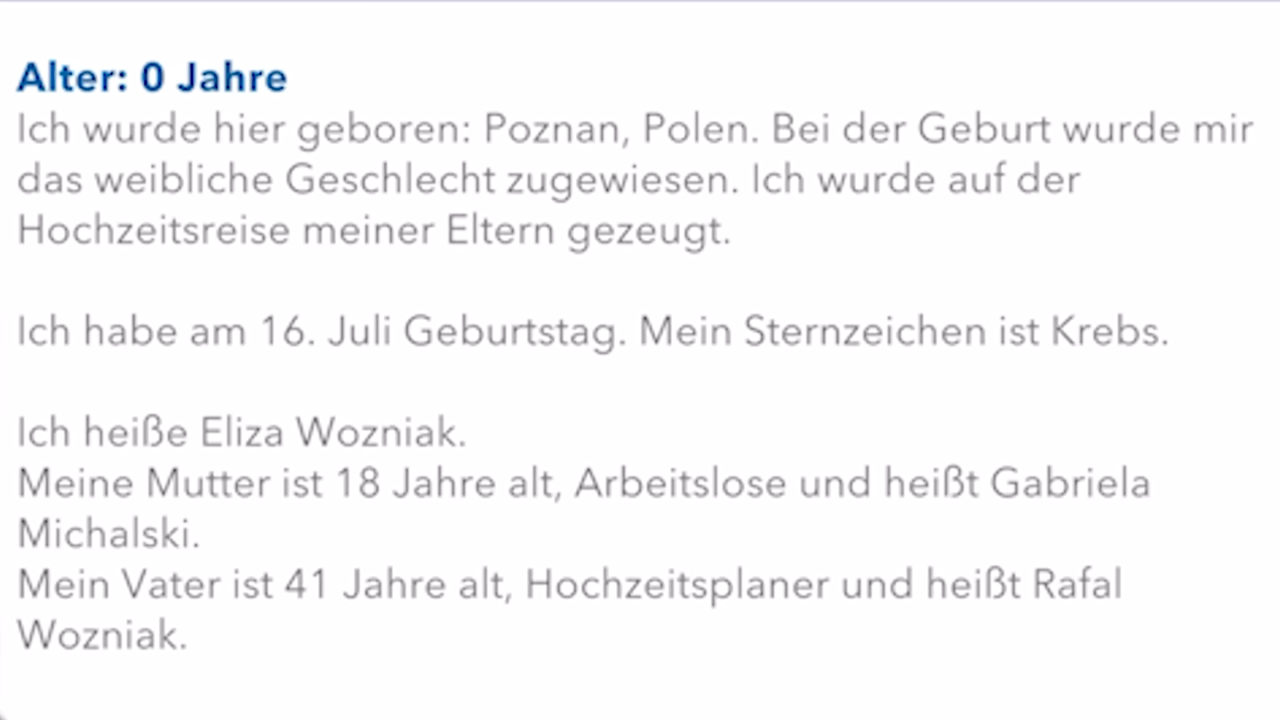 Alter: 0 Jahre
Ich wurde hier geboren: Poznan, Polen. Bei der Geburt wurde mir
das weibliche Geschlecht zugewiesen. Ich wurde auf der
Hochzeitsreise meiner Eltern gezeugt.
Ich habe am 16. Juli Geburtstag. Mein Sternzeichen ist Krebs.
Ich heiße Eliza Wozniak.
Meine Mutter ist 18 Jahre alt, Arbeitslose und heißt Gabriela
Michalski.
Mein Vater ist 41 Jahre alt, Hochzeitsplaner und heißt Rafal
Wozniak.